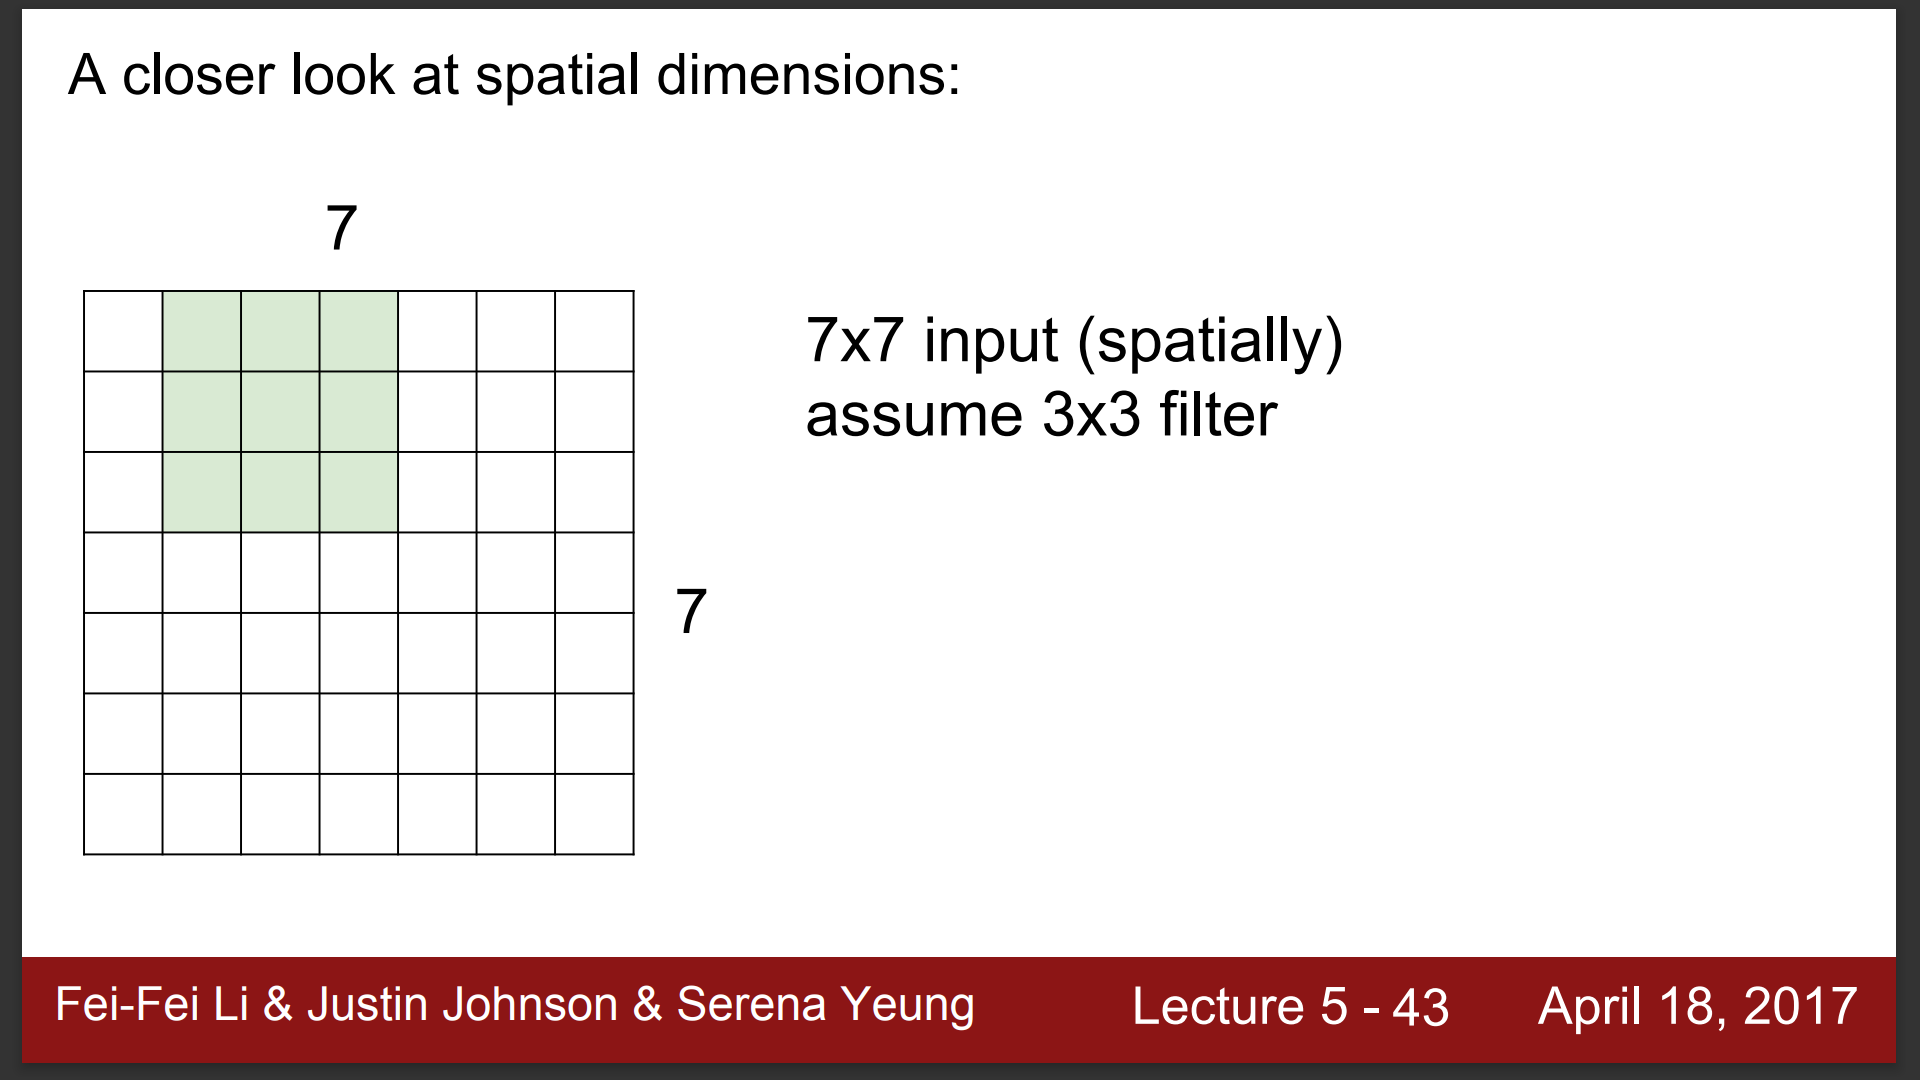 A closer look at spatial dimensions:
7
7x7 input (spatially)
assume 3x3 filter
7
Fei-Fei Li & Justin Johnson & Serena Yeung
Lecture 5 - 43
April 18, 2017